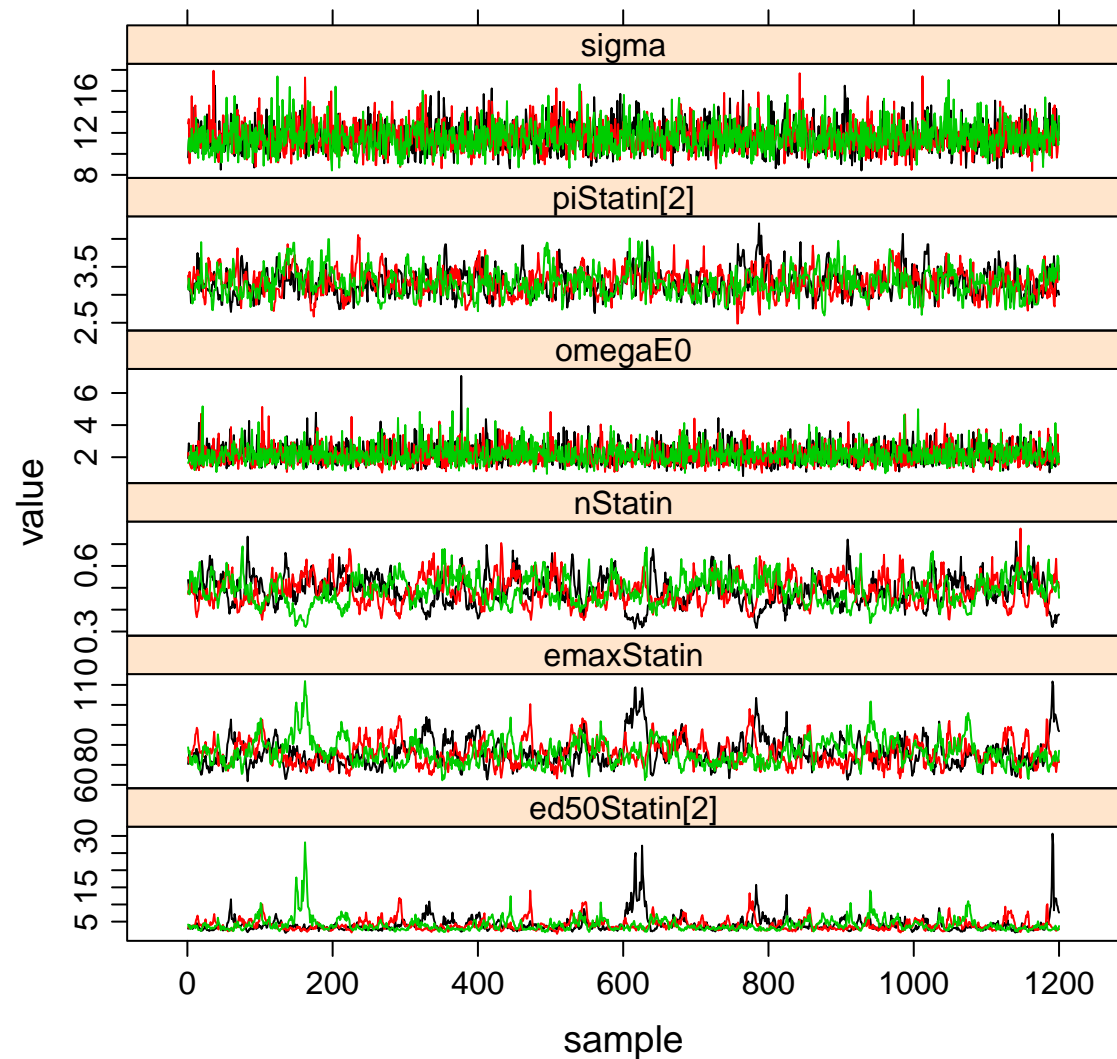 sigma
8 12 16
piStatin[2]
2.5 3.5
omegaE0
2 4 6
nStatin
0.3 0.6
emaxStatin
60 80 110
ed50Statin[2]
5 15 30
0 200 400 600 800 1000 1200
sample
value